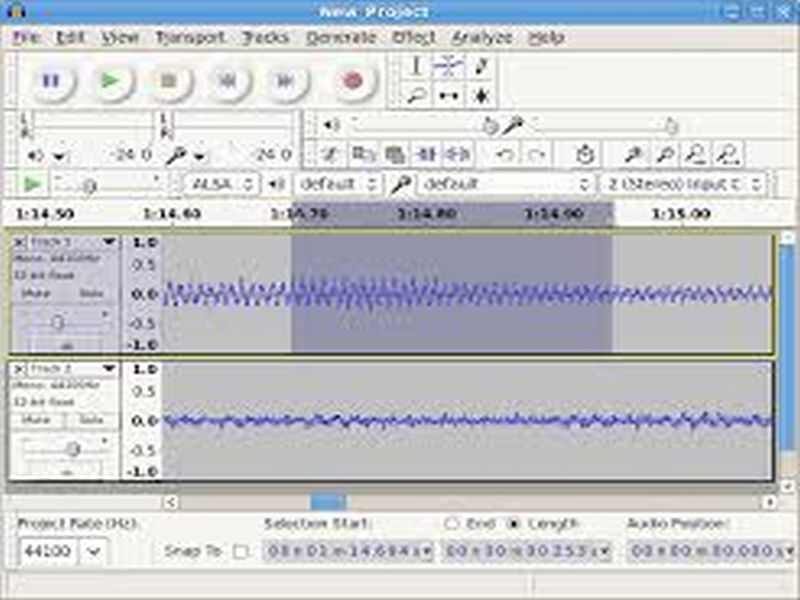 New Project
File Edit View Transport Tracks Generate Effect Analyze Help
L
R
L
R
-24 0
-24 0
ALSA default default 2 (Stereo) Input C
1:14.50 1:14.60 1:14.70 1:14.80 1:14.90 1:15.00
Track 1
Mono, 44100Hz
32-bit float
Mute Solo
1.0
0.5
0.0
-0.5
-1.0
Track 2
Mono, 44100Hz
32-bit float
Mute Solo
1.0
0.5
0.0
-0.5
-1.0
Project Rate (Hz): Selection Start: End Length Audio Position:
44100 Snap To 00 h 01 m 14.694 s 00 h 00 m 00.253 s 00 h 00 m 00.000 s